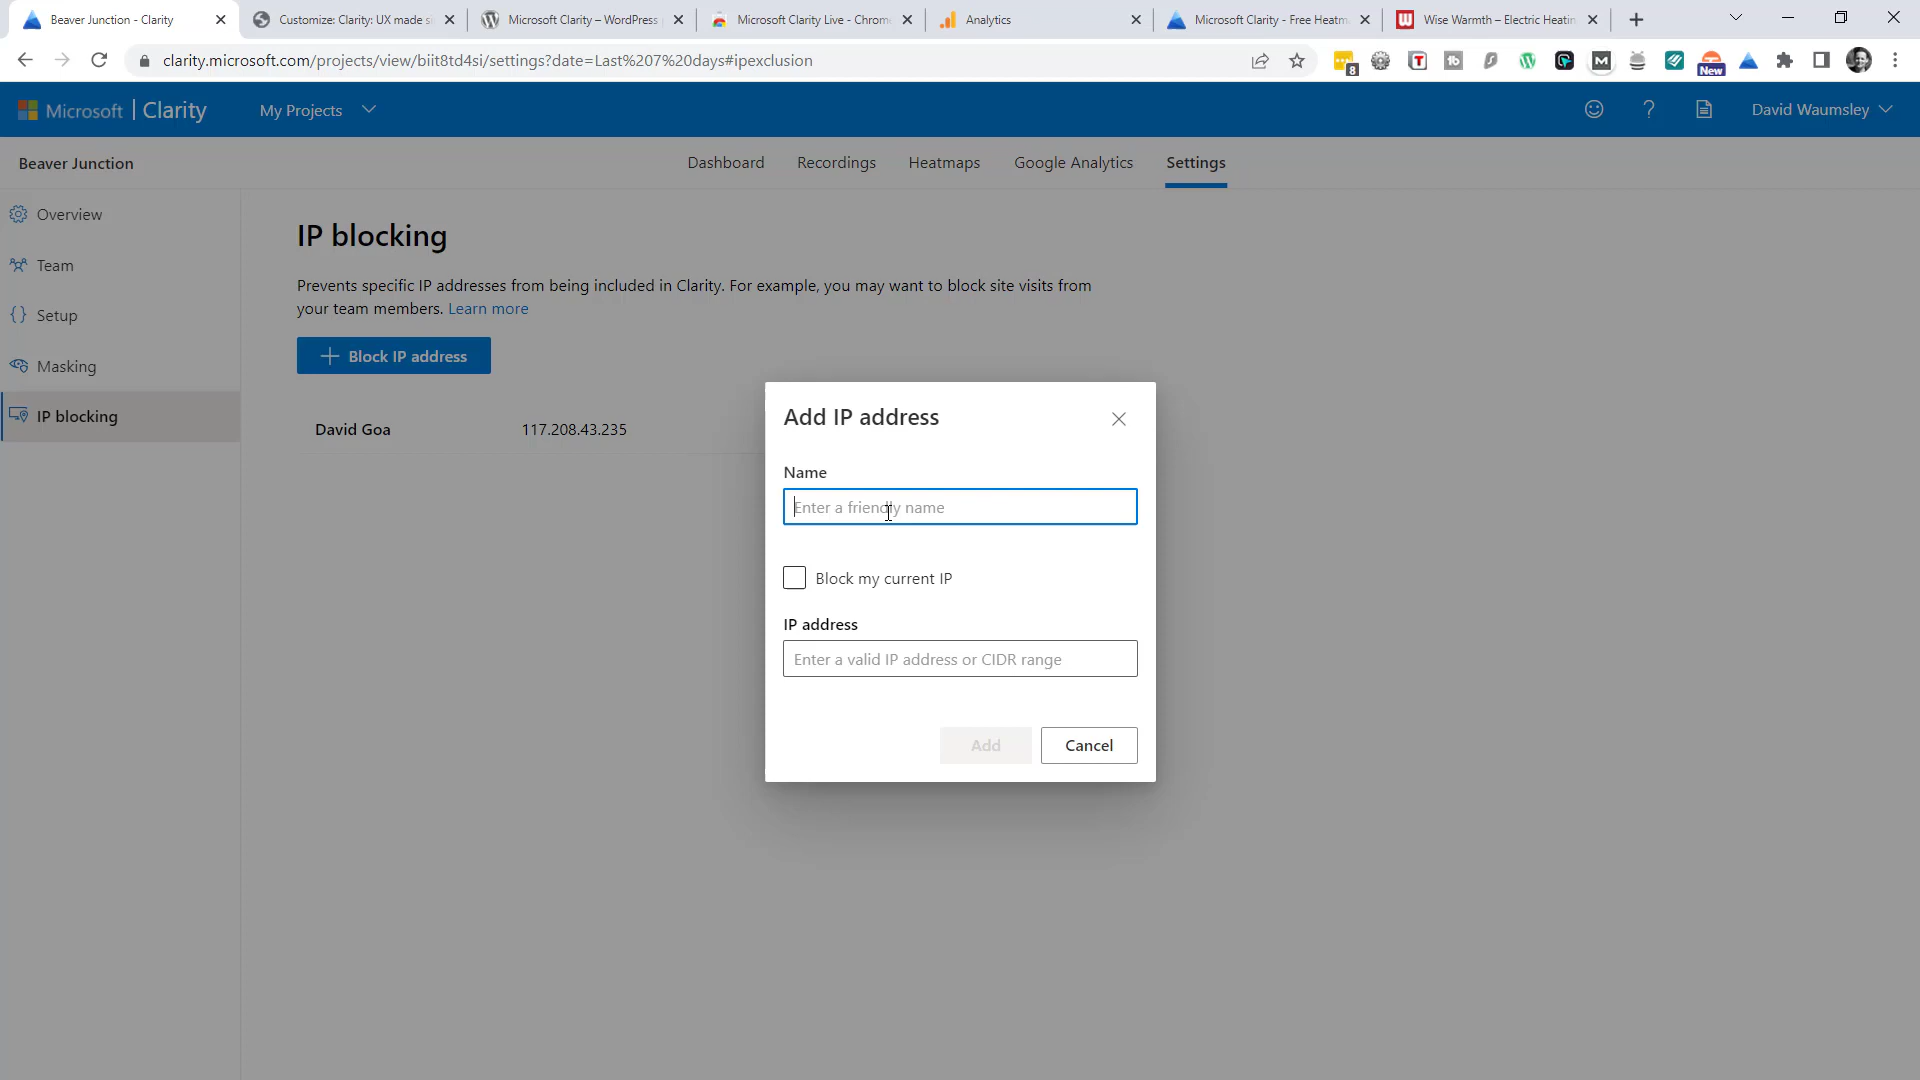 Beaver Junction - Clarity
Customize: Clarity: UX made si
Microsoft Clarity – WordPress
Microsoft Clarity Live - Chrome
Analytics
Microsoft Clarity - Free Heatm
Wise Warmth – Electric Heatin
clarity.microsoft.com/projects/view/biit8td4si/settings?date=Last%207%20days#ipexclusion
8
T
tb
W
M
New
Microsoft | Clarity
My Projects
?
David Waumsley
Beaver Junction
Dashboard
Recordings
Heatmaps
Google Analytics
Settings
Overview
Team
Setup
Masking
IP blocking
IP blocking
Prevents specific IP addresses from being included in Clarity. For example, you may want to block site visits from
your team members. Learn more
Block IP address
David Goa
117.208.43.235
Add IP address
Name
Enter a friendly name
Block my current IP
IP address
Enter a valid IP address or CIDR range
Add
Cancel